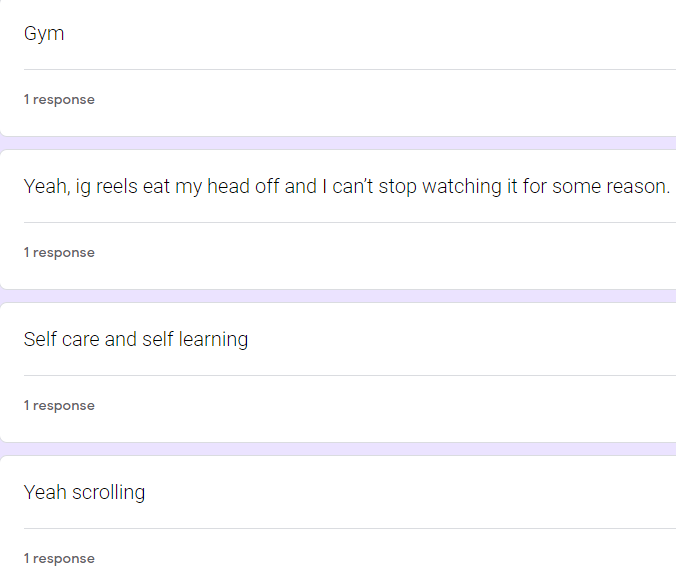 Gym
1 response
Yeah, ig reels eat my head off and I can’t stop watching it for some reason.
1 response
Self care and self learning
1 response
Yeah scrolling
1 response